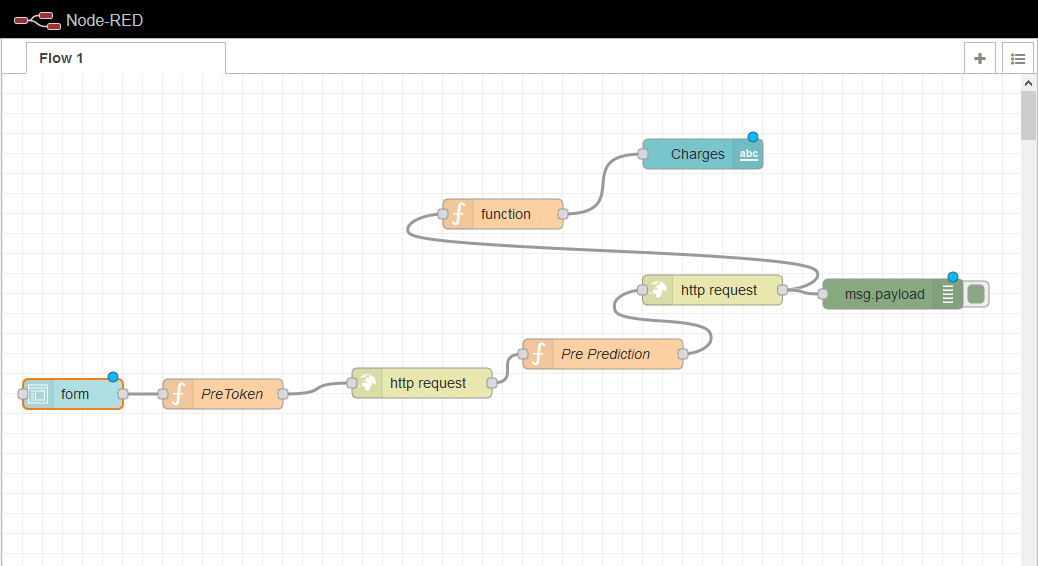 Node-RED
Flow 1
Charges
abc
function
http request
msg.payload
Pre Prediction
http request
form
PreToken